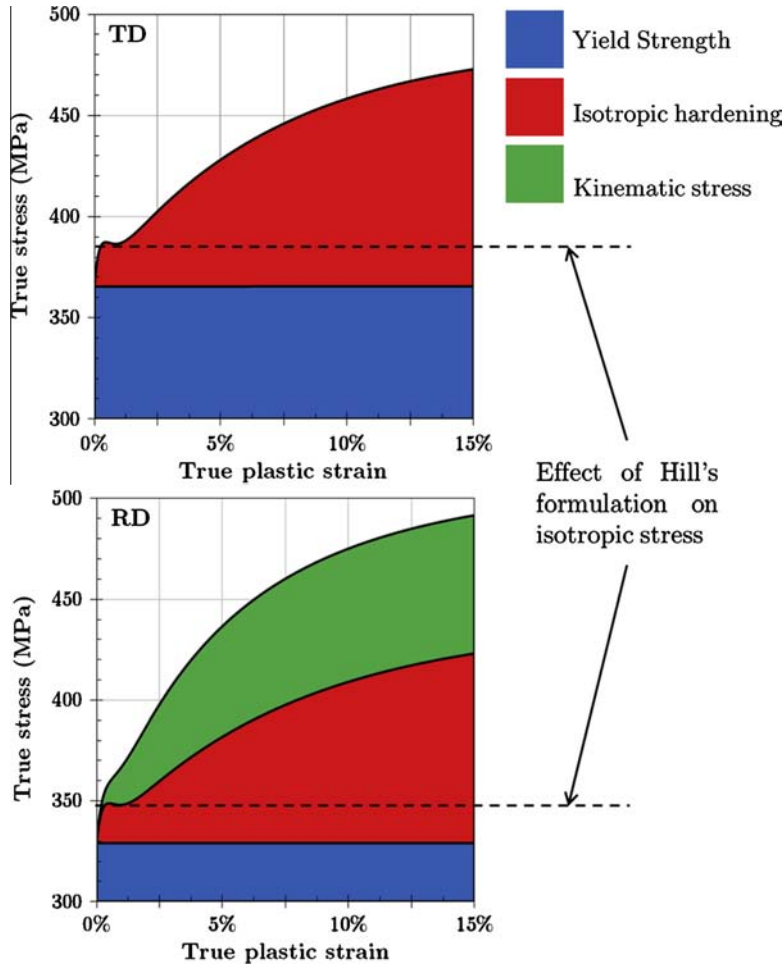 500
TD
450
400
350
300
0%
5%
10%
15%
True plastic strain
True stress (MPa)
Yield Strength
Isotropic hardening
Kinematic stress
Effect of Hill's
formulation on
isotropic stress
500
RD
450
400
350
300
0%
5%
10%
15%
True plastic strain
True stress (MPa)